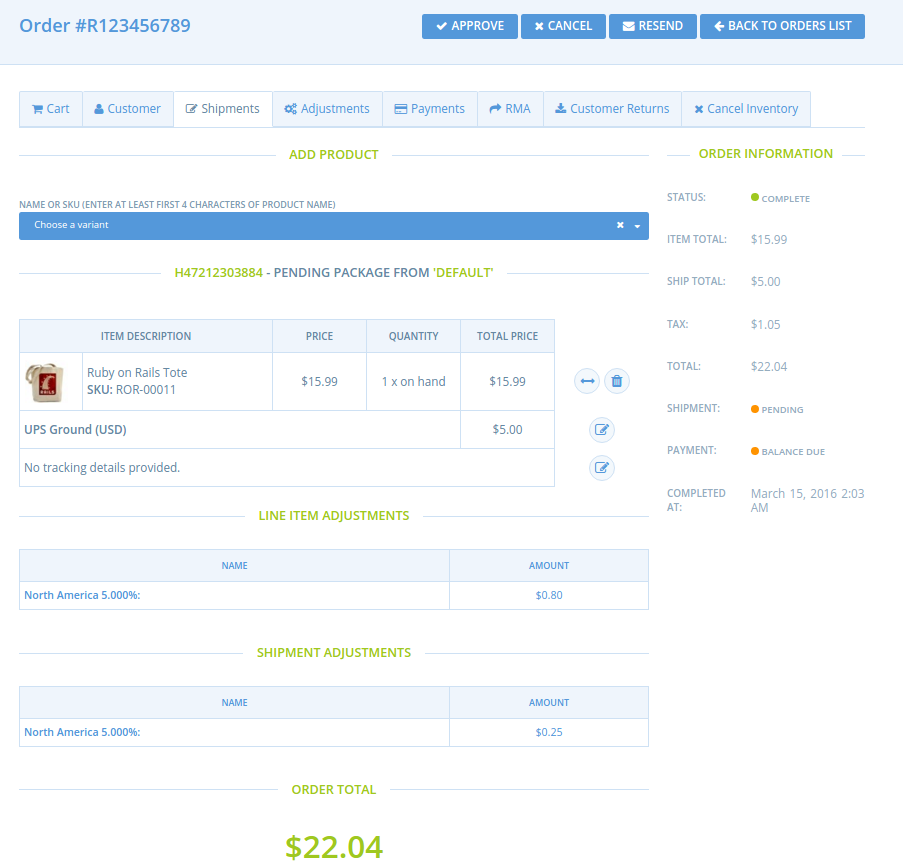 Order #R123456789
APPROVE
CANCEL
RESEND
BACK TO ORDERS LIST
Cart
Customer
Shipments
Adjustments
Payments
RMA
Customer Returns
Cancel Inventory
ADD PRODUCT
NAME OR SKU (ENTER AT LEAST FIRST 4 CHARACTERS OF PRODUCT NAME)
Choose a variant
H47212303884 - PENDING PACKAGE FROM 'DEFAULT'
ITEM DESCRIPTION PRICE QUANTITY TOTAL PRICE
RAILS
Ruby on Rails Tote
SKU: ROR-00011
$15.99 1 x on hand $15.99
UPS Ground (USD) $5.00
No tracking details provided.
LINE ITEM ADJUSTMENTS
NAME AMOUNT
North America 5.000%: $0.80
SHIPMENT ADJUSTMENTS
NAME AMOUNT
North America 5.000%: $0.25
ORDER TOTAL
$22.04
ORDER INFORMATION
STATUS: COMPLETE
ITEM TOTAL: $15.99
SHIP TOTAL: $5.00
TAX: $1.05
TOTAL: $22.04
SHIPMENT: PENDING
PAYMENT: BALANCE DUE
COMPLETED AT: March 15, 2016 2:03 AM